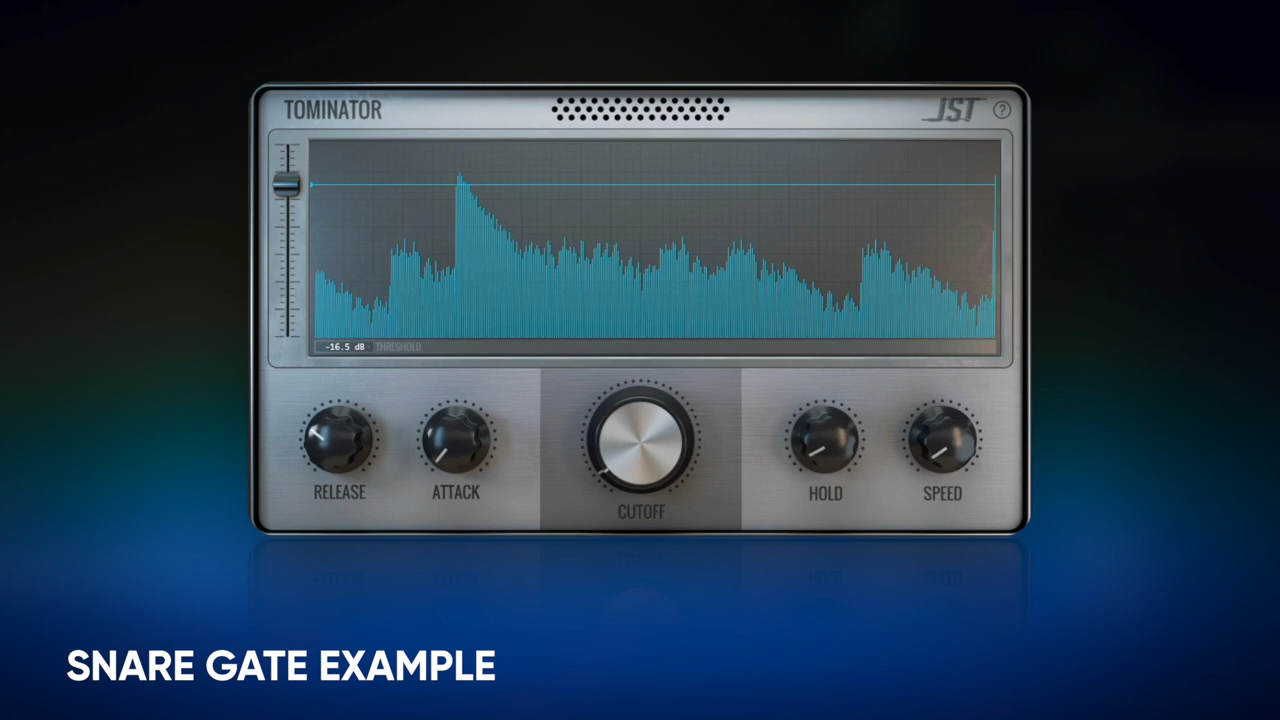 TOMINATOR
JST
?
-16.5 dB THRESHOLD
RELEASE
ATTACK
CUTOFF
HOLD
SPEED
SNARE GATE EXAMPLE